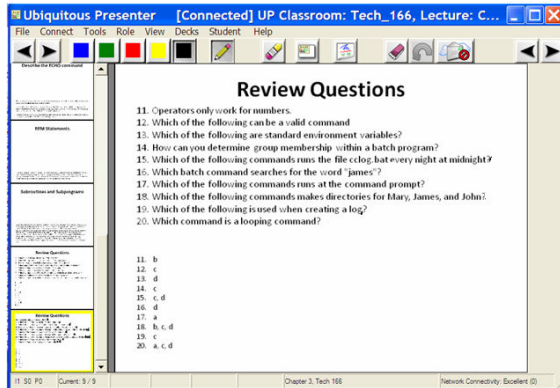 Ubiquitous Presenter [Connected] UP Classroom: Tech_166, Lecture: C...
File Connect Tools Role View Decks Student Help
Describe the ECHO command
REM Statements
Subroutines and Subprograms
Review Questions
Review Questions
Review Questions
11. Operators only work for numbers.
12. Which of the following can be a valid command
13. Which of the following are standard environment variables?
14. How can you determine group membership within a batch program?
15. Which of the following commands runs the file cclog.bat every night at midnight?
16. Which batch command searches for the word "james"?
17. Which of the following commands runs at the command prompt?
18. Which of the following commands makes directories for Mary, James, and John?
19. Which of the following is used when creating a log?
20. Which command is a looping command?
11. b
12. c
13. d
14. c
15. c, d
16. d
17. a
18. b, c, d
19. c
20. a, c, d
I1 S0 P0 Current: 9 / 9 Chapter 3, Tech 166 Network Connectivity: Excellent (0)